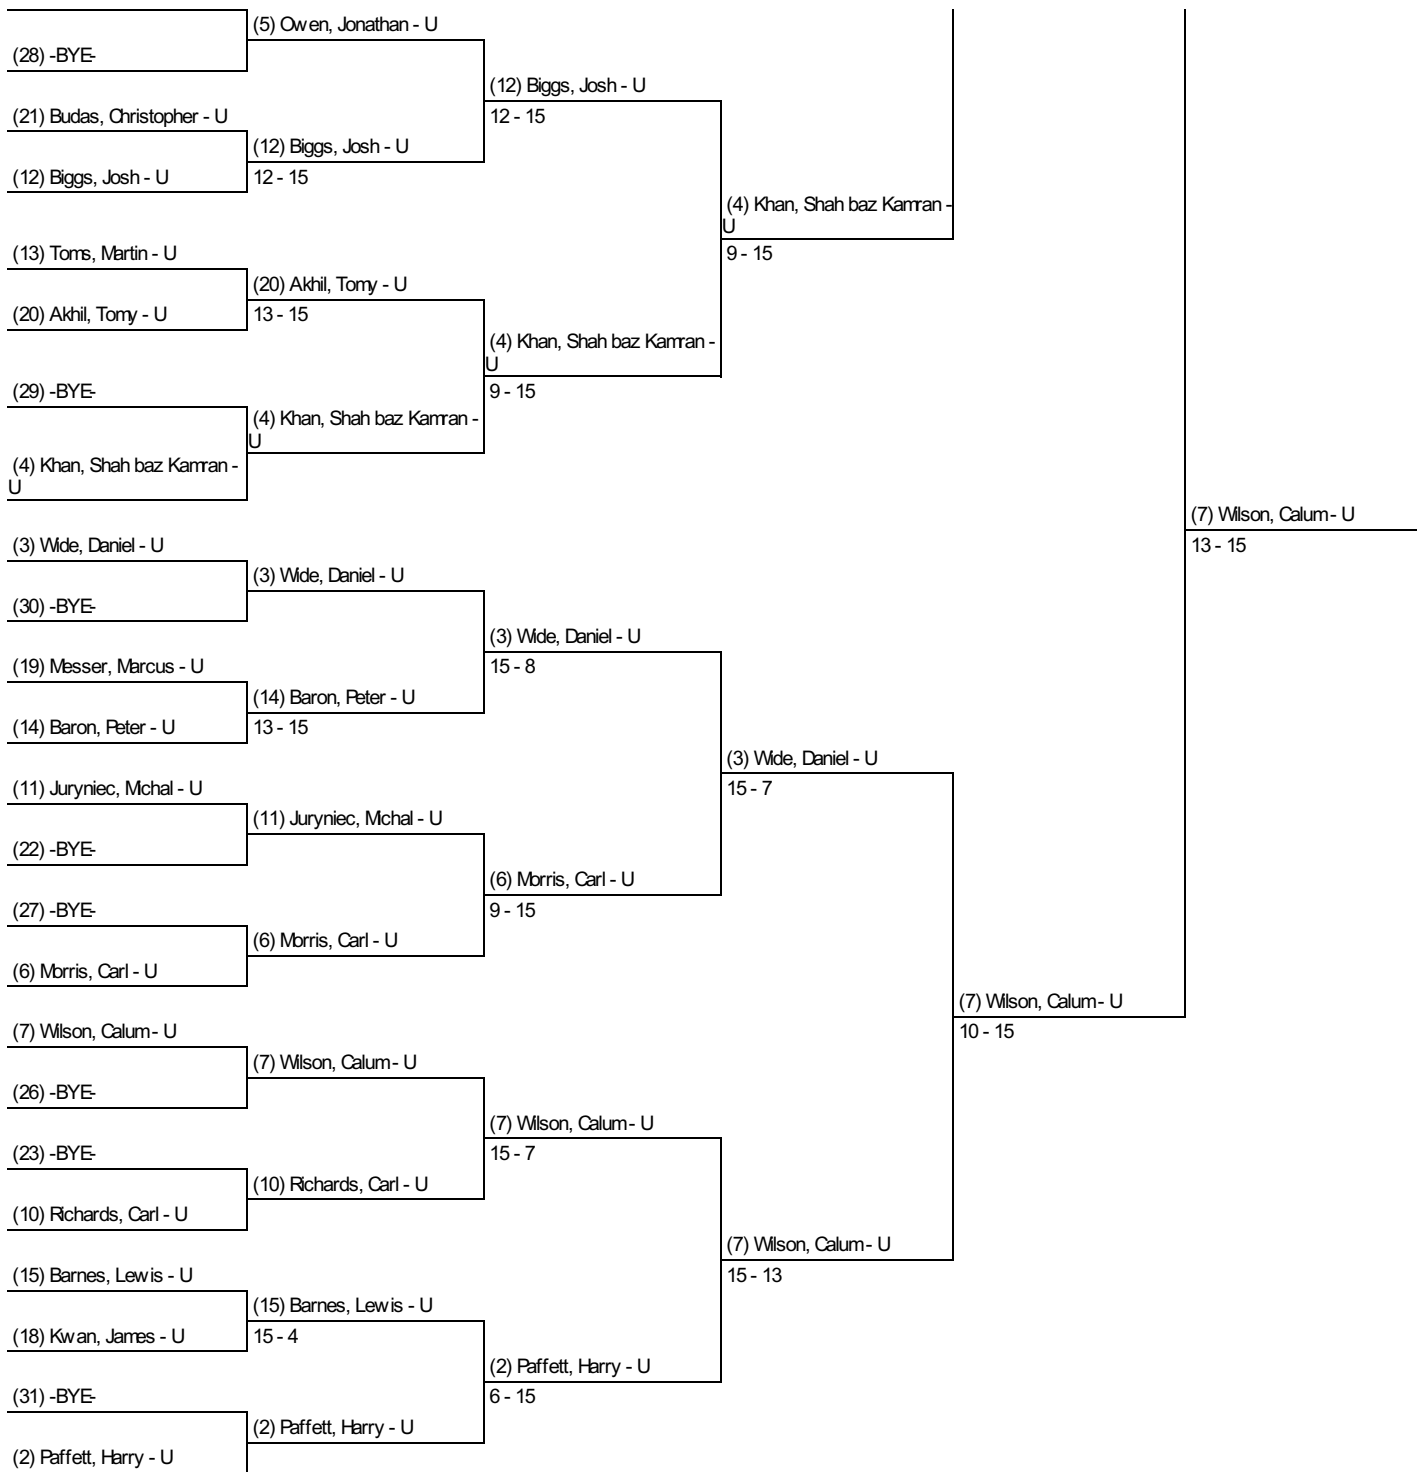 (5) Owen, Jonathan - U
(28) -BYE-
(12) Biggs, Josh - U
12 - 15
(21) Budas, Christopher - U
(12) Biggs, Josh - U
(12) Biggs, Josh - U
12 - 15
(4) Khan, Shah baz Kamran -
U
9 - 15
(13) Toms, Martin - U
(20) Akhil, Tomy - U
(20) Akhil, Tomy - U
13 - 15
(4) Khan, Shah baz Kamran -
U
(29) -BYE-
9 - 15
(4) Khan, Shah baz Kamran -
U
(4) Khan, Shah baz Kamran -
U
(7) Wilson, Calum - U
13 - 15
(3) Wide, Daniel - U
(3) Wide, Daniel - U
(30) -BYE-
(3) Wide, Daniel - U
15 - 8
(19) Messer, Marcus - U
(14) Baron, Peter - U
(14) Baron, Peter - U
13 - 15
(3) Wide, Daniel - U
15 - 7
(11) Juryniec, Michal - U
(11) Juryniec, Michal - U
(22) -BYE-
(6) Morris, Carl - U
9 - 15
(27) -BYE-
(6) Morris, Carl - U
(6) Morris, Carl - U
(7) Wilson, Calum - U
10 - 15
(7) Wilson, Calum - U
(7) Wilson, Calum - U
(26) -BYE-
(7) Wilson, Calum - U
15 - 7
(23) -BYE-
(10) Richards, Carl - U
(10) Richards, Carl - U
(7) Wilson, Calum - U
15 - 13
(15) Barnes, Lewis - U
(15) Barnes, Lewis - U
(18) Kwan, James - U
15 - 4
(2) Paffett, Harry - U
6 - 15
(31) -BYE-
(2) Paffett, Harry - U
(2) Paffett, Harry - U